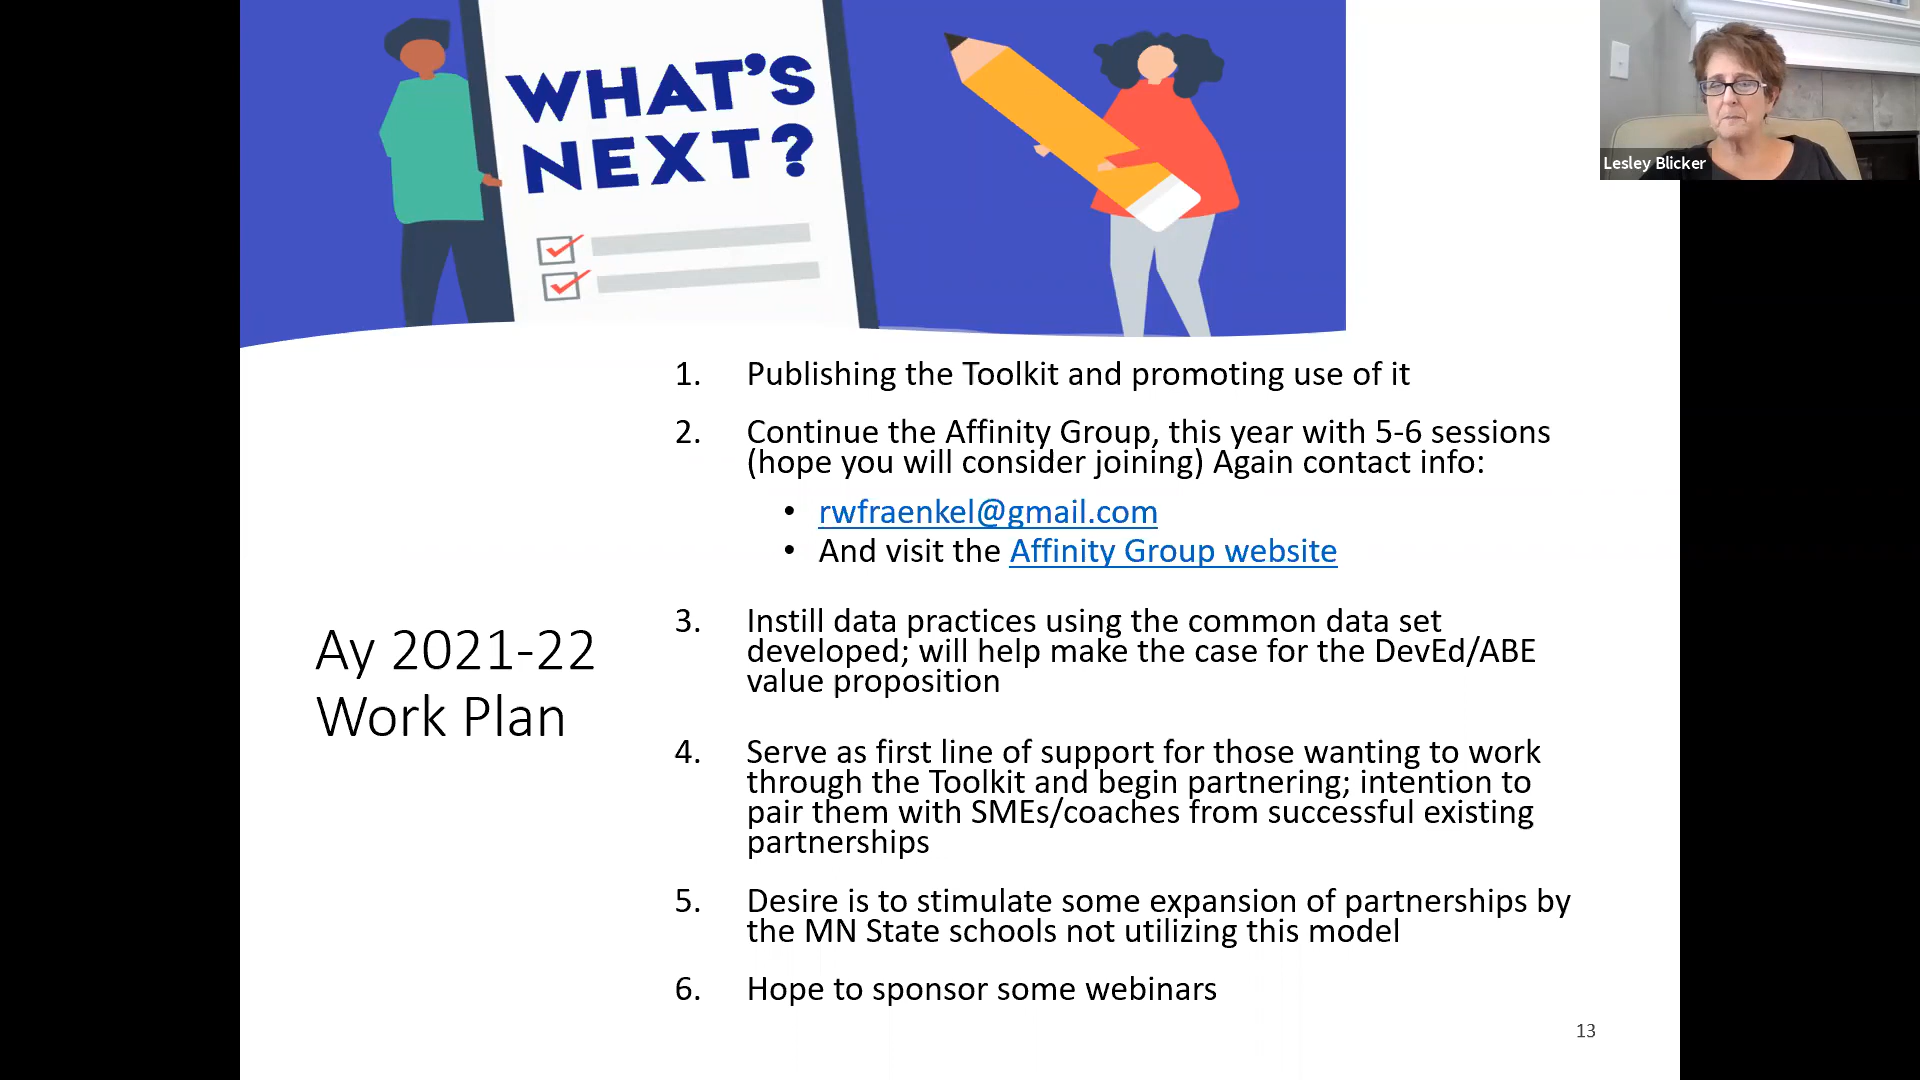 WHAT'S
NEXT?
Lesley Blicker
1. Publishing the Toolkit and promoting use of it
2. Continue the Affinity Group, this year with 5-6 sessions
(hope you will consider joining) Again contact info:
• rwfraenkel@gmail.com
• And visit the Affinity Group website
Ay 2021-22
Work Plan
3. Instill data practices using the common data set
developed; will help make the case for the DevEd/ABE
value proposition
4. Serve as first line of support for those wanting to work
through the Toolkit and begin partnering; intention to
pair them with SMEs/coaches from successful existing
partnerships
5. Desire is to stimulate some expansion of partnerships by
the MN State schools not utilizing this model
6. Hope to sponsor some webinars
13